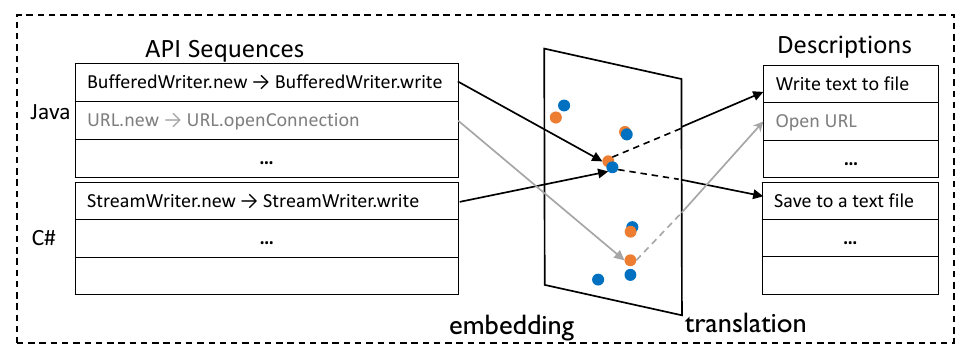 API Sequences
Descriptions
Java
BufferedWriter.new → BufferedWriter.write
Write text to file
URL.new → URL.openConnection
Open URL
...
...
C#
StreamWriter.new → StreamWriter.write
Save to a text file
...
...
embedding
translation